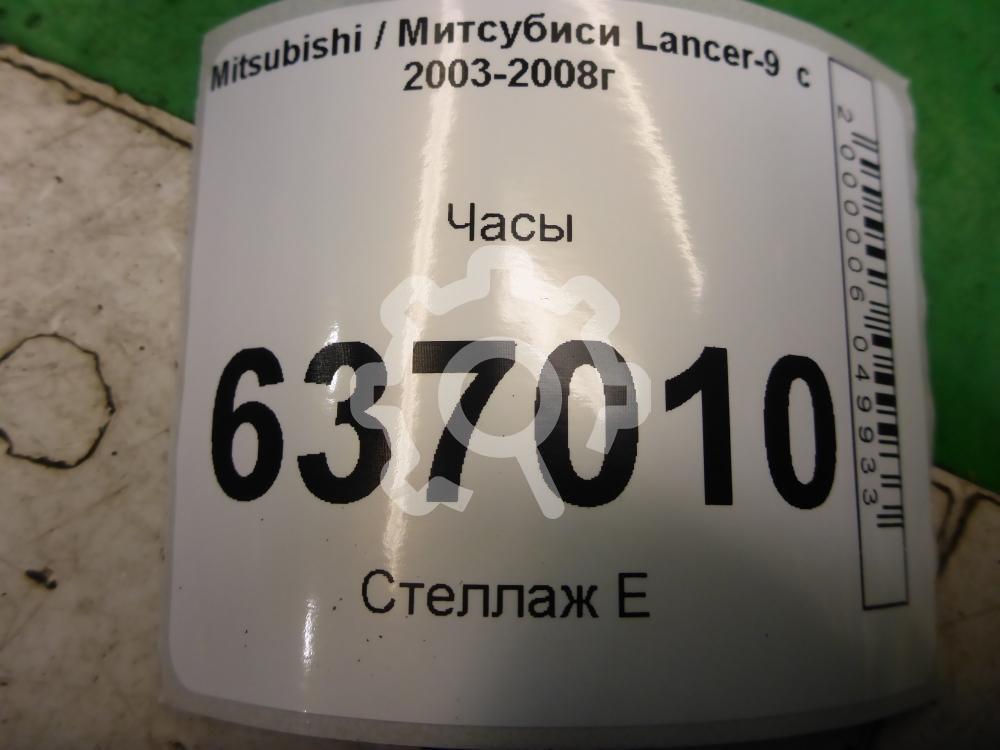 Mitsubishi / Митсубиси Lancer-9 с
2003-2008г
Часы
637010
Стеллаж Е
2000006049933